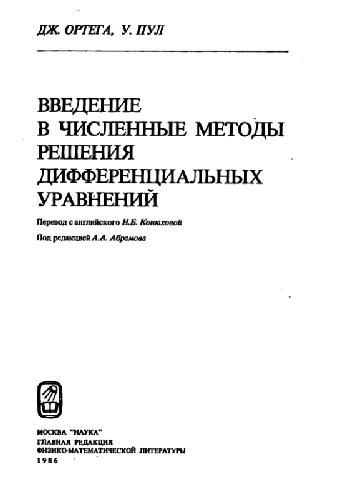 ДЖ. ОРТЕГА, У. ПУЛ
ВВЕДЕНИЕ
В ЧИСЛЕННЫЕ МЕТОДЫ
РЕШЕНИЯ
ДИФФЕРЕНЦИАЛЬНЫХ
УРАВНЕНИЙ
Перевод с английского Н.Б. Конюховой
Под редакцией А.А. Абрамова
МОСКВА "НАУКА"
ГЛАВНАЯ РЕДАКЦИЯ
ФИЗИКО-МАТЕМАТИЧЕСКОЙ ЛИТЕРАТУРЫ
1986